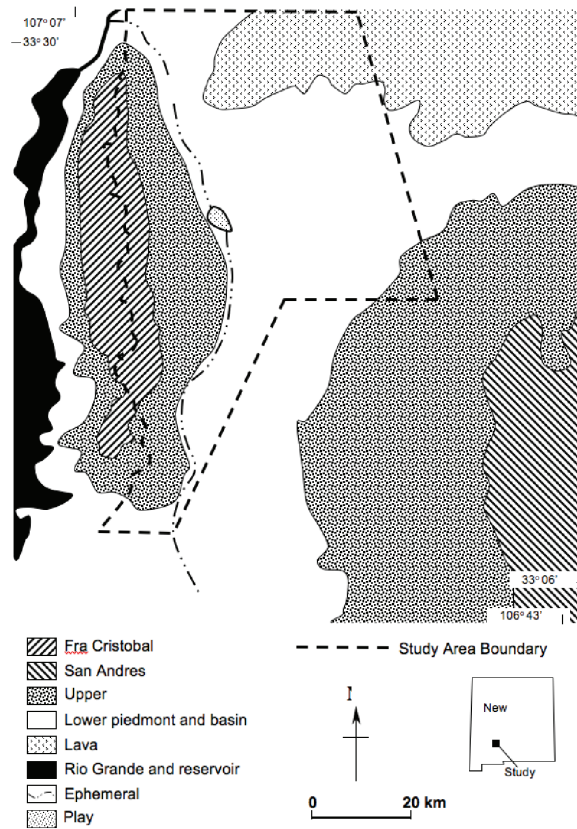 107° 07'
33° 30'
33° 06'
106° 43'
Fra Cristobal
San Andres
Upper
Lower piedmont and basin
Lava
Rio Grande and reservoir
Ephemeral
Play
Study Area Boundary
N
0 20 km
New
Study